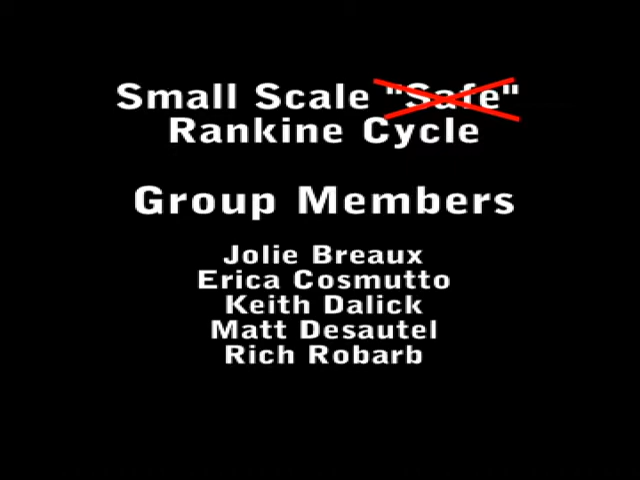 Small Scale "Safe"
Rankine Cycle
Group Members
Jolie Breaux
Erica Cosmutto
Keith Dalick
Matt Desautel
Rich Robarb